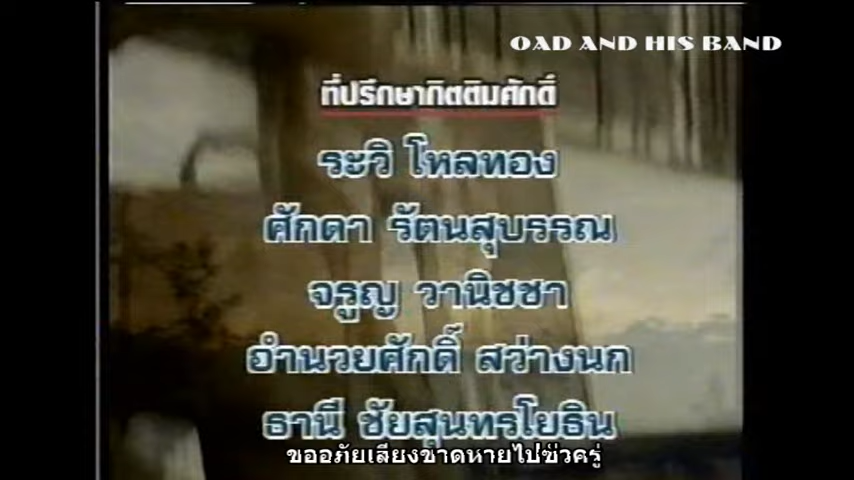 OAD AND HIS BAND
ที่ปรึกษากิตติมศักดิ์
ระวิ โหลทอง
ศักดา รัตนสุบรรณ
จรูญ วานิชชา
อำนวยศักดิ์ สว่างนก
ธานี ชัยสุนทรโยธิน
ขออภัยเสียงขาดหายไปชั่วครู่